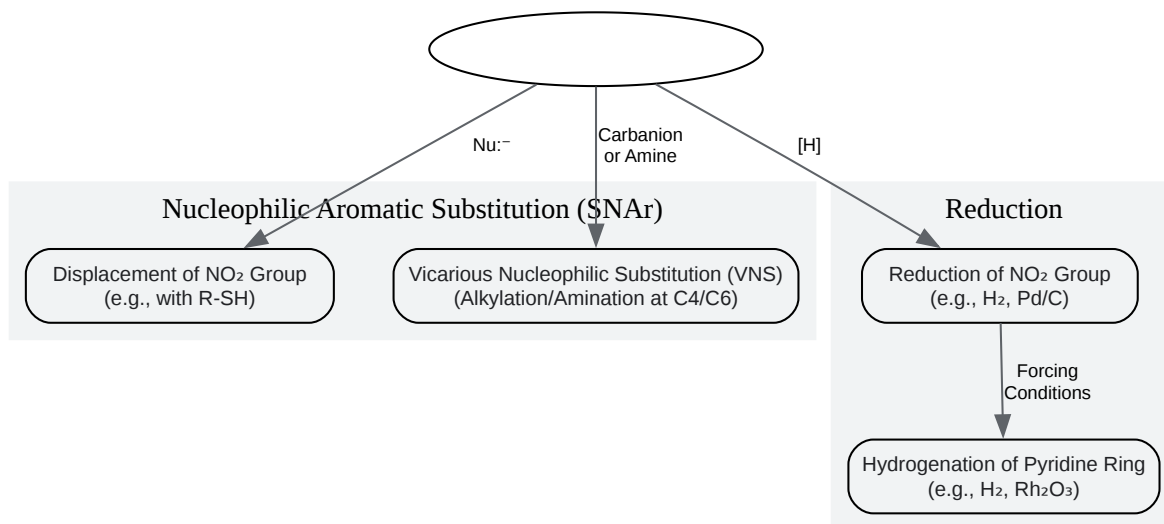 Nu:⁻
Carbanion
or Amine
[H]
Nucleophilic Aromatic Substitution (SNAr)
Reduction
Displacement of NO₂ Group
(e.g., with R-SH)
Vicarious Nucleophilic Substitution (VNS)
(Alkylation/Amination at C4/C6)
Reduction of NO₂ Group
(e.g., H₂, Pd/C)
Forcing
Conditions
Hydrogenation of Pyridine Ring
(e.g., H₂, Rh₂O₃)